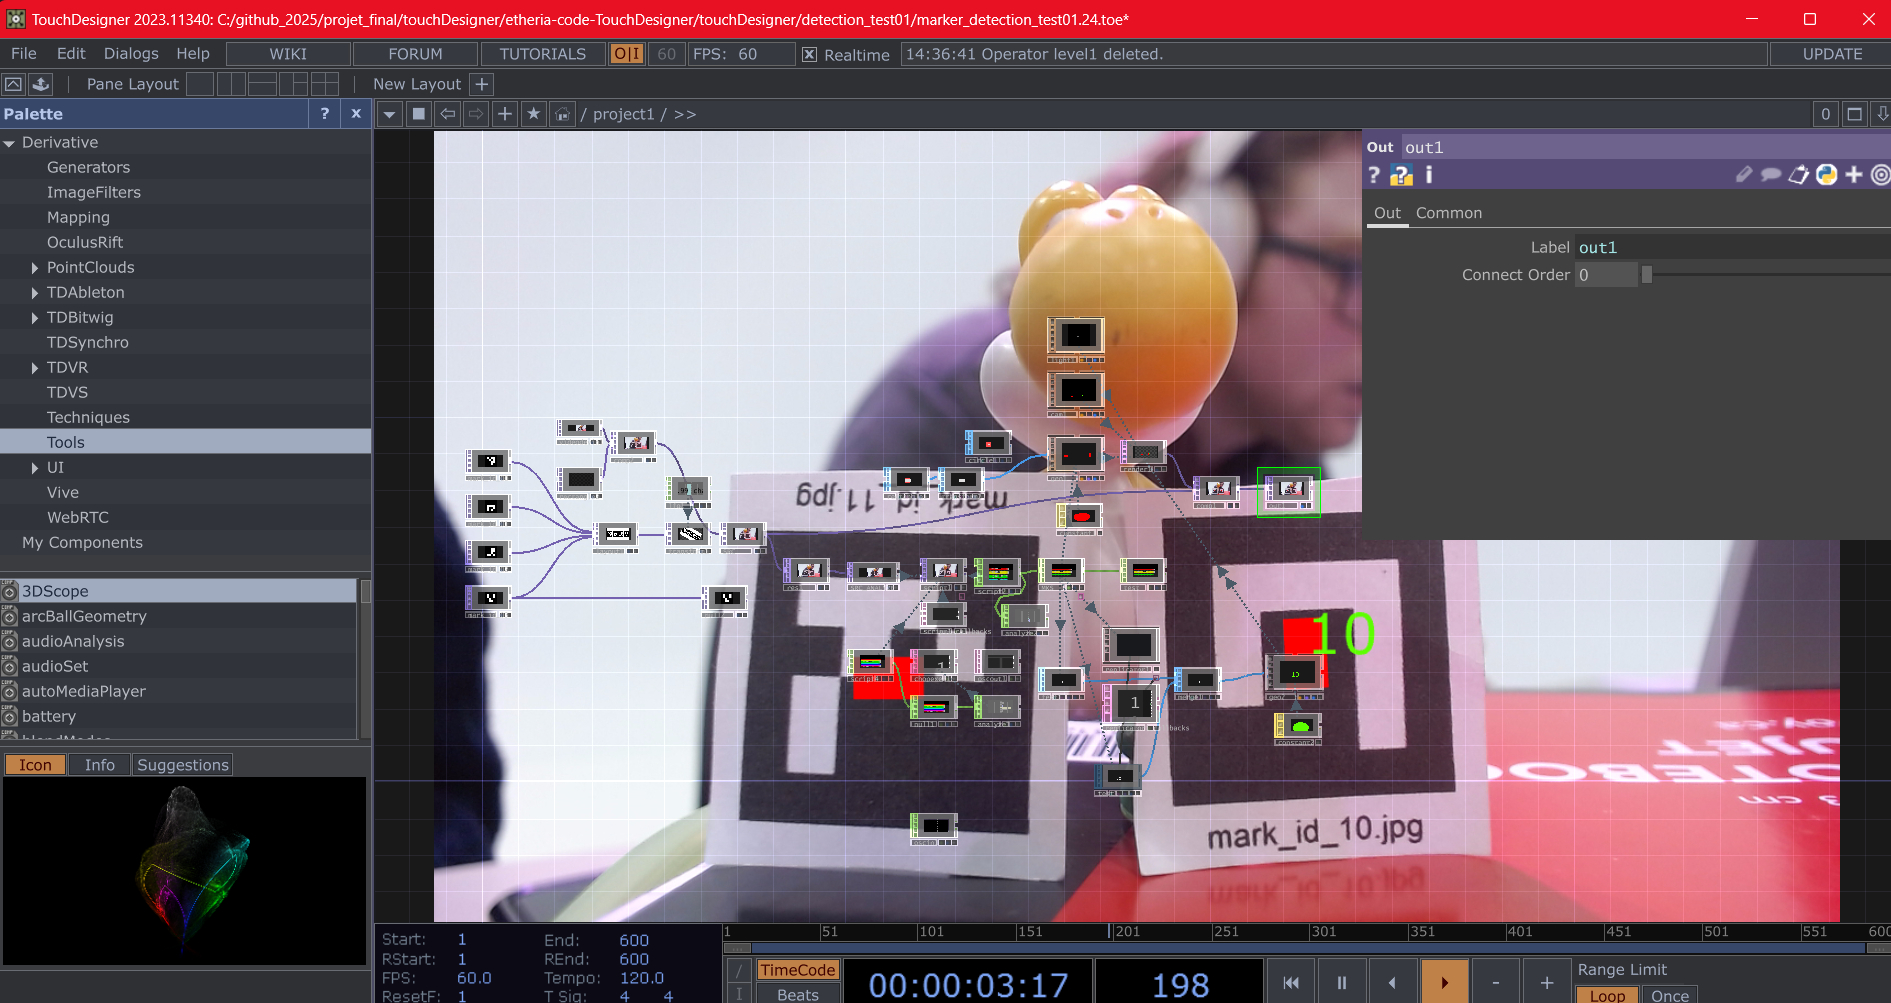 TouchDesigner 2023.11340: C:/github_2025/projet_final/touchDesigner/etheria-code-TouchDesigner/touchDesigner/detection_test01/marker_detection_test01.24.toe*
File Edit Dialogs Help WIKI FORUM TUTORIALS O|I 60 FPS: 60 Realtime 14:36:41 Operator level1 deleted. UPDATE
Pane Layout New Layout +
Palette ? x
/ project1 / >> 0
Derivative
Generators
ImageFilters
Mapping
OculusRift
PointClouds
TDAbleton
TDBitwig
TDSynchro
TDVR
TDVS
Techniques
Tools
UI
Vive
WebRTC
My Components
3DScope
arcBallGeometry
audioAnalysis
audioSet
autoMediaPlayer
battery
Icon Info Suggestions
Out out1
Out Common
Label out1
Connect Order 0
mark_id_11.jpg
10
1
mark_id_10.jpg
Start: 1 End: 600
RStart: 1 REnd: 600
FPS: 60.0 Tempo: 120.0
ResetF: 1 T Sig: 4 4
1 51 101 151 201 251 301 351 401 451 501 551 600
TimeCode
Beats
00:00:03:17 198
Range Limit
Loop Once